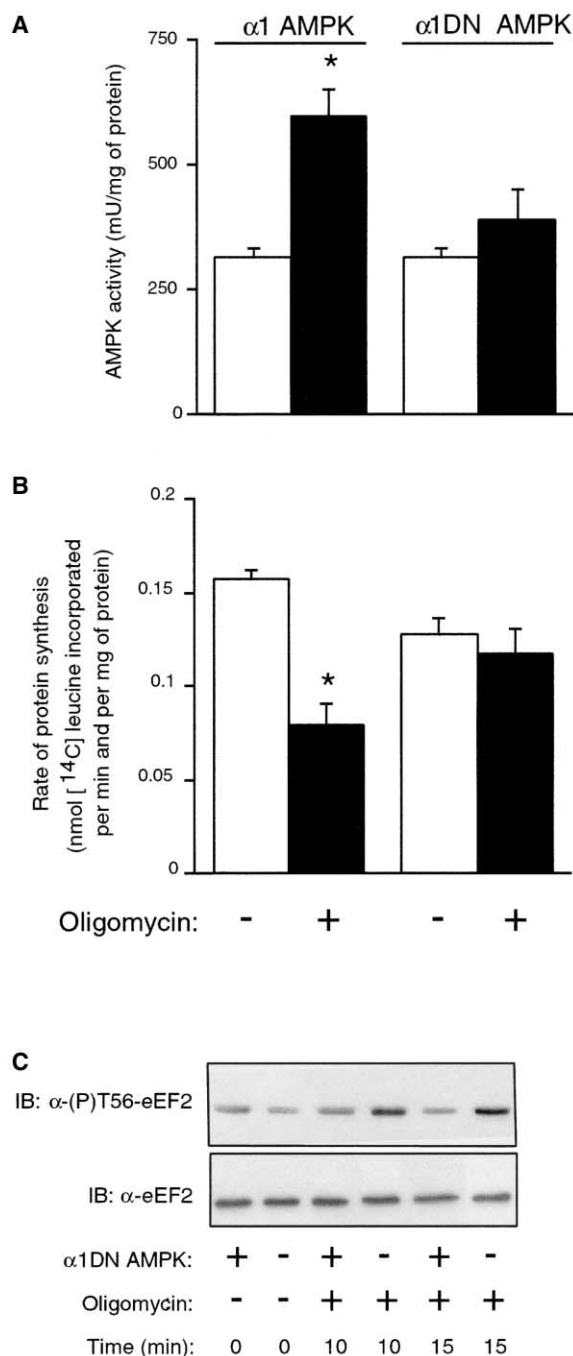 A
α1 AMPK α1DN AMPK
750
*
500
250
0
AMPK activity (mU/mg of protein)
B
0.2
0.15
*
0.1
0.05
0
Rate of protein synthesis
(nmol [14C] leucine incorporated
per min and per mg of protein)
Oligomycin: - + - +
C
IB: α-(P)T56-eEF2
IB: α-eEF2
α1DN AMPK: + - + - + -
Oligomycin: - - + + + +
Time (min): 0 0 10 10 15 15